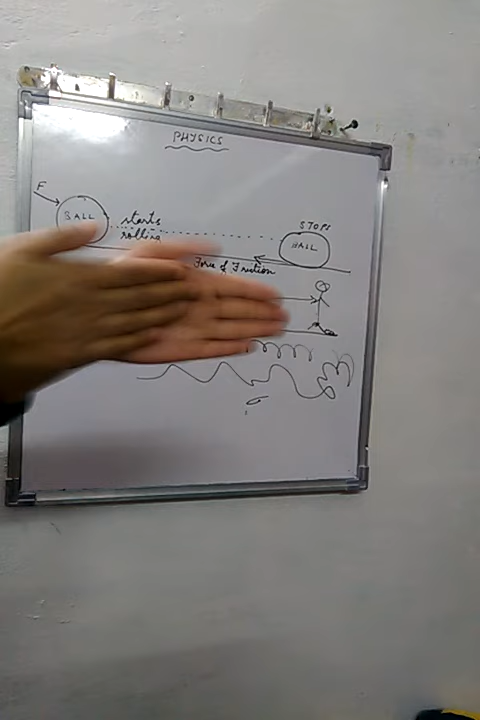 PHYSICS
F
BALL
starts
rolling
STOPS
BALL
Force of Friction